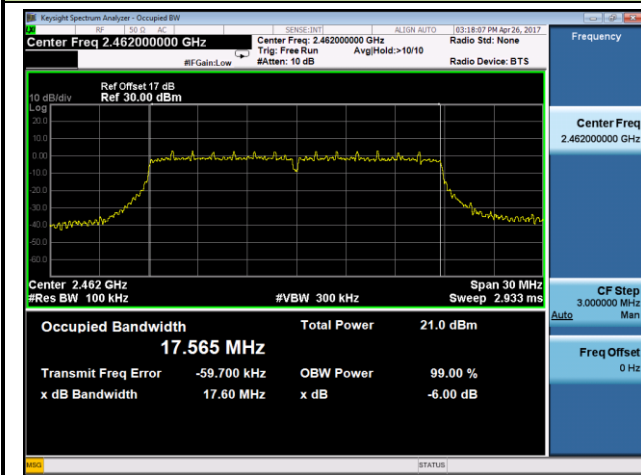 Keysight Spectrum Analyzer - Occupied BW
RF 50 Ω AC SENSE:INT ALIGN AUTO 03:18:07 PM Apr 26, 2017
Center Freq 2.462000000 GHz
Center Freq: 2.462000000 GHz
Radio Std: None
Trig: Free Run Avg|Hold:>10/10
#IFGain:Low #Atten: 10 dB Radio Device: BTS
Frequency
Ref Offset 17 dB
10 dB/div Ref 30.00 dBm
Log
20.0
10.0
0.00
-10.0
-20.0
-30.0
-40.0
-50.0
-60.0
Center 2.462 GHz Span 30 MHz
#Res BW 100 kHz #VBW 300 kHz Sweep 2.933 ms
Center Freq
2.462000000 GHz
CF Step
3.000000 MHz
Auto Man
Freq Offset
0 Hz
Occupied Bandwidth Total Power 21.0 dBm
17.565 MHz
Transmit Freq Error -59.700 kHz OBW Power 99.00 %
x dB Bandwidth 17.60 MHz x dB -6.00 dB
MSG STATUS